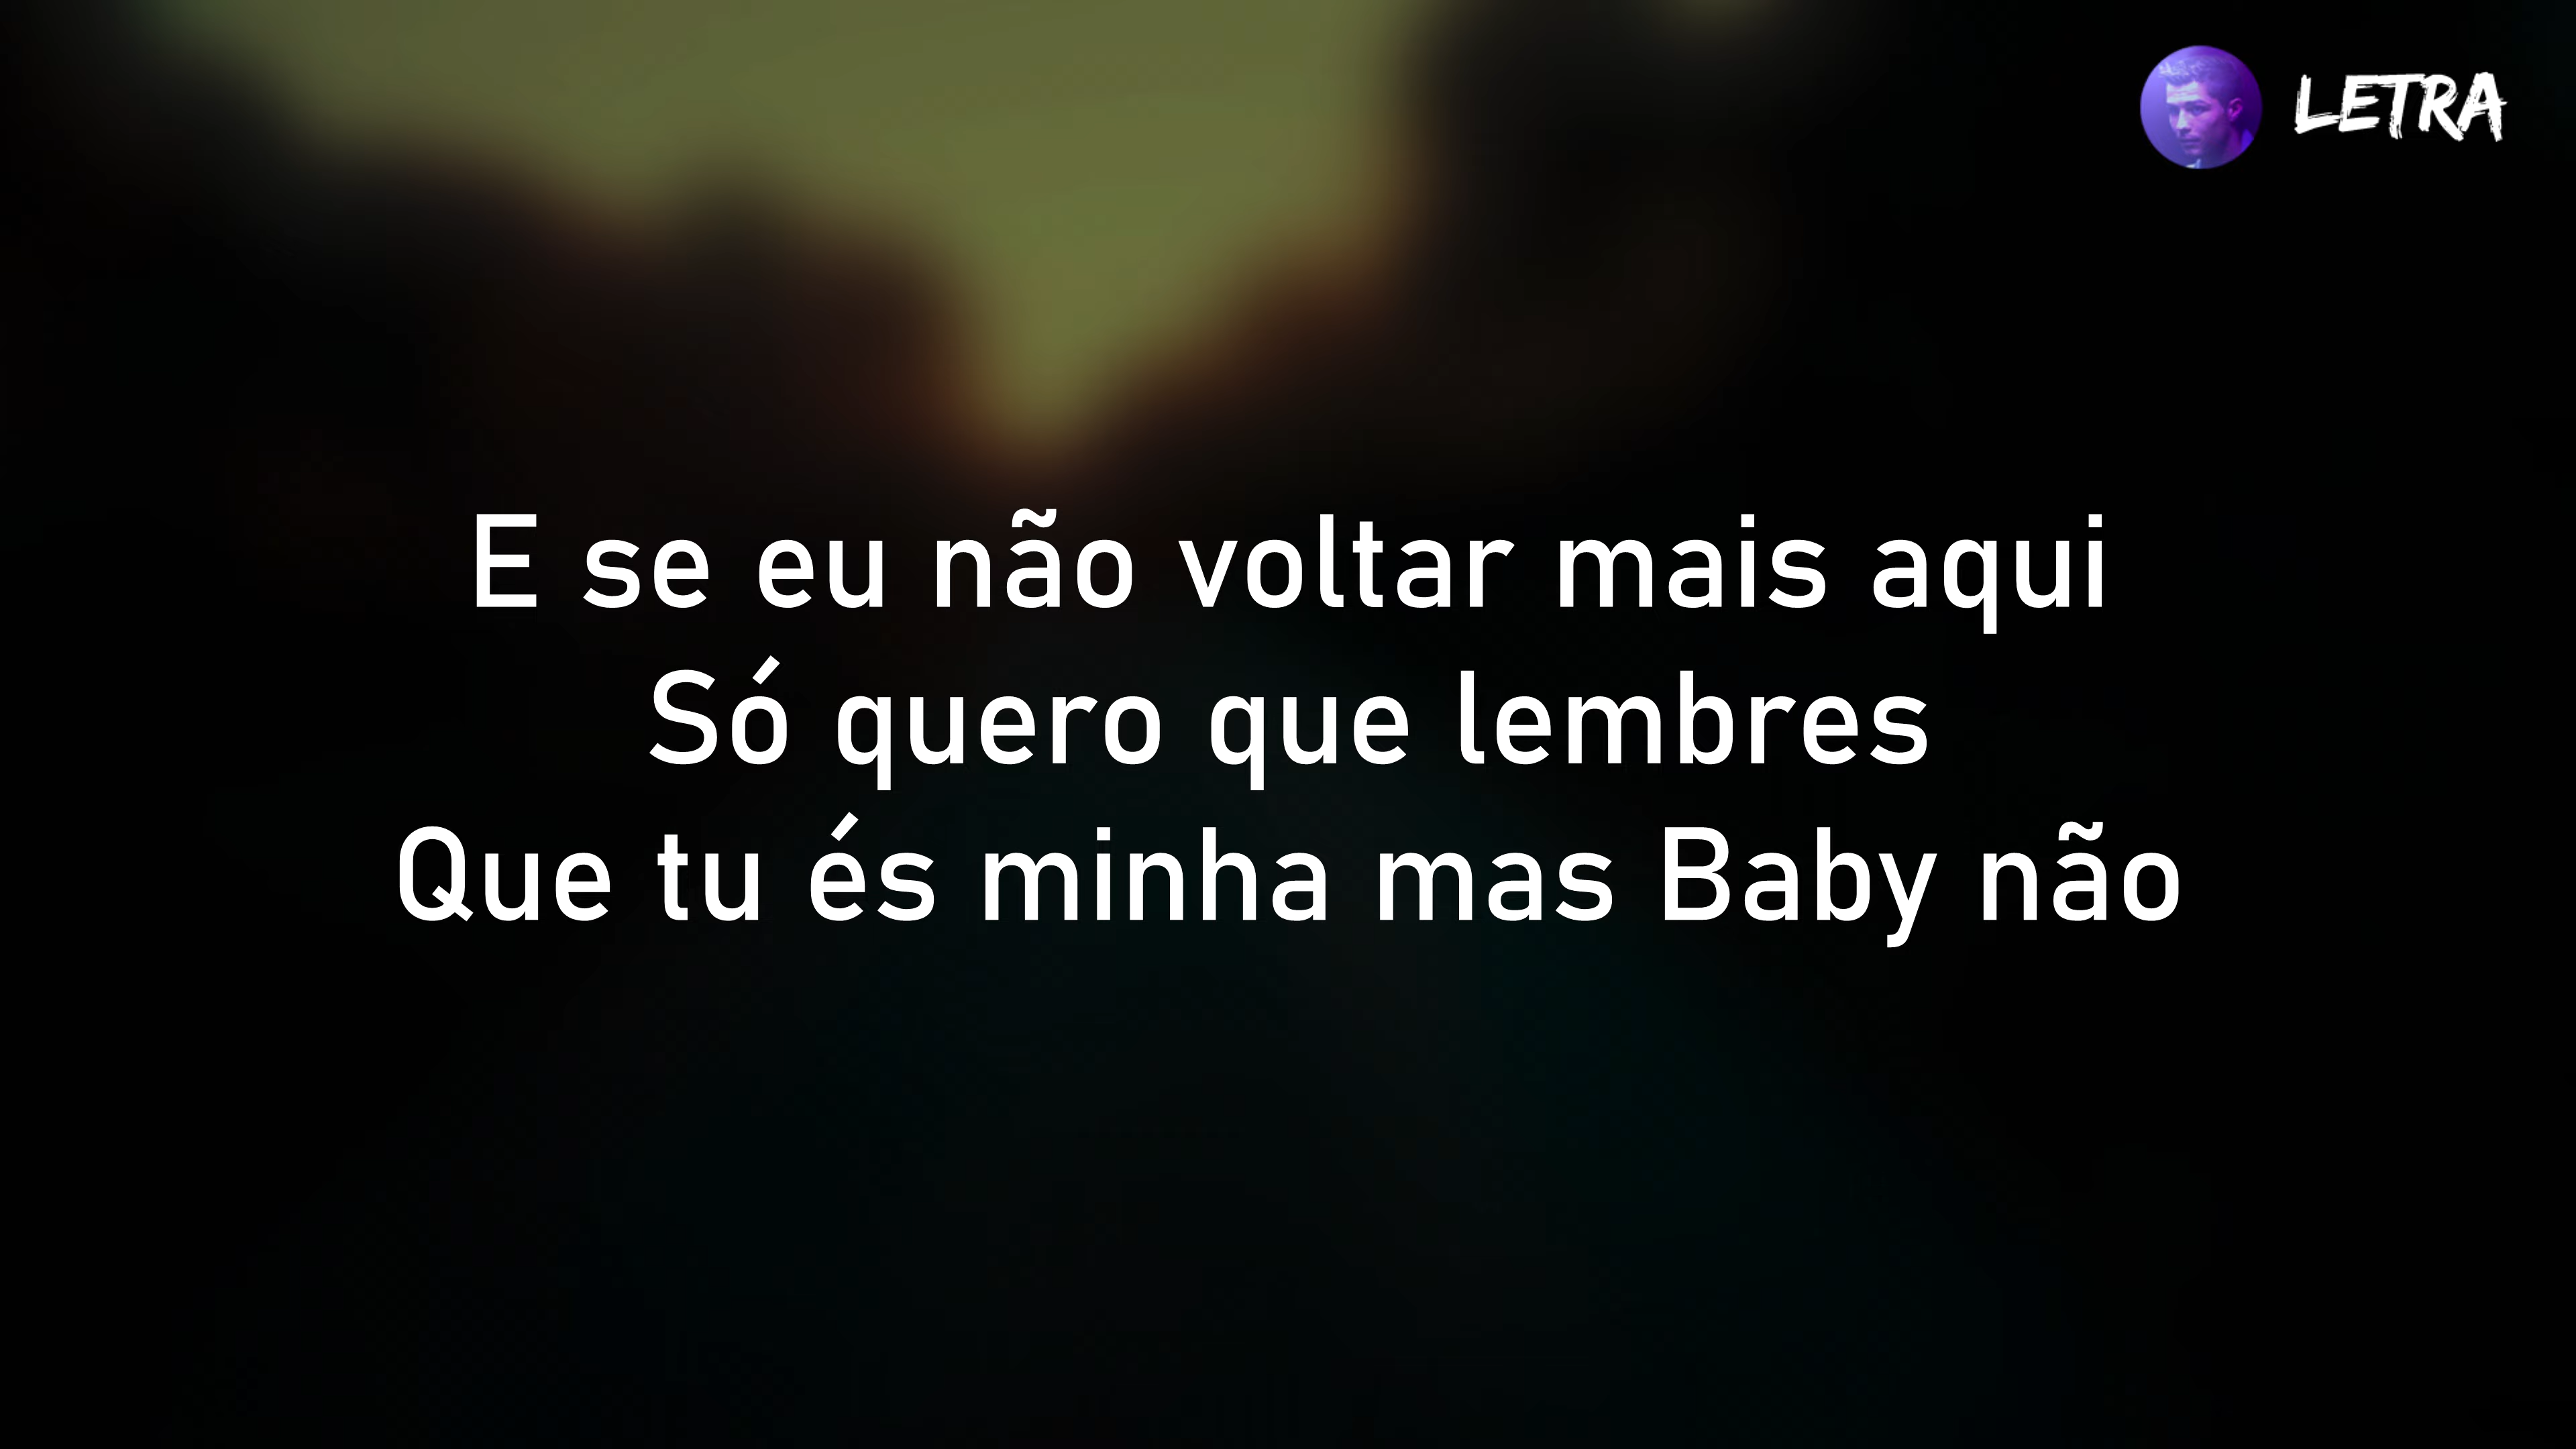 LETRA
E se eu não voltar mais aqui
Só quero que lembres
Que tu és minha mas Baby não